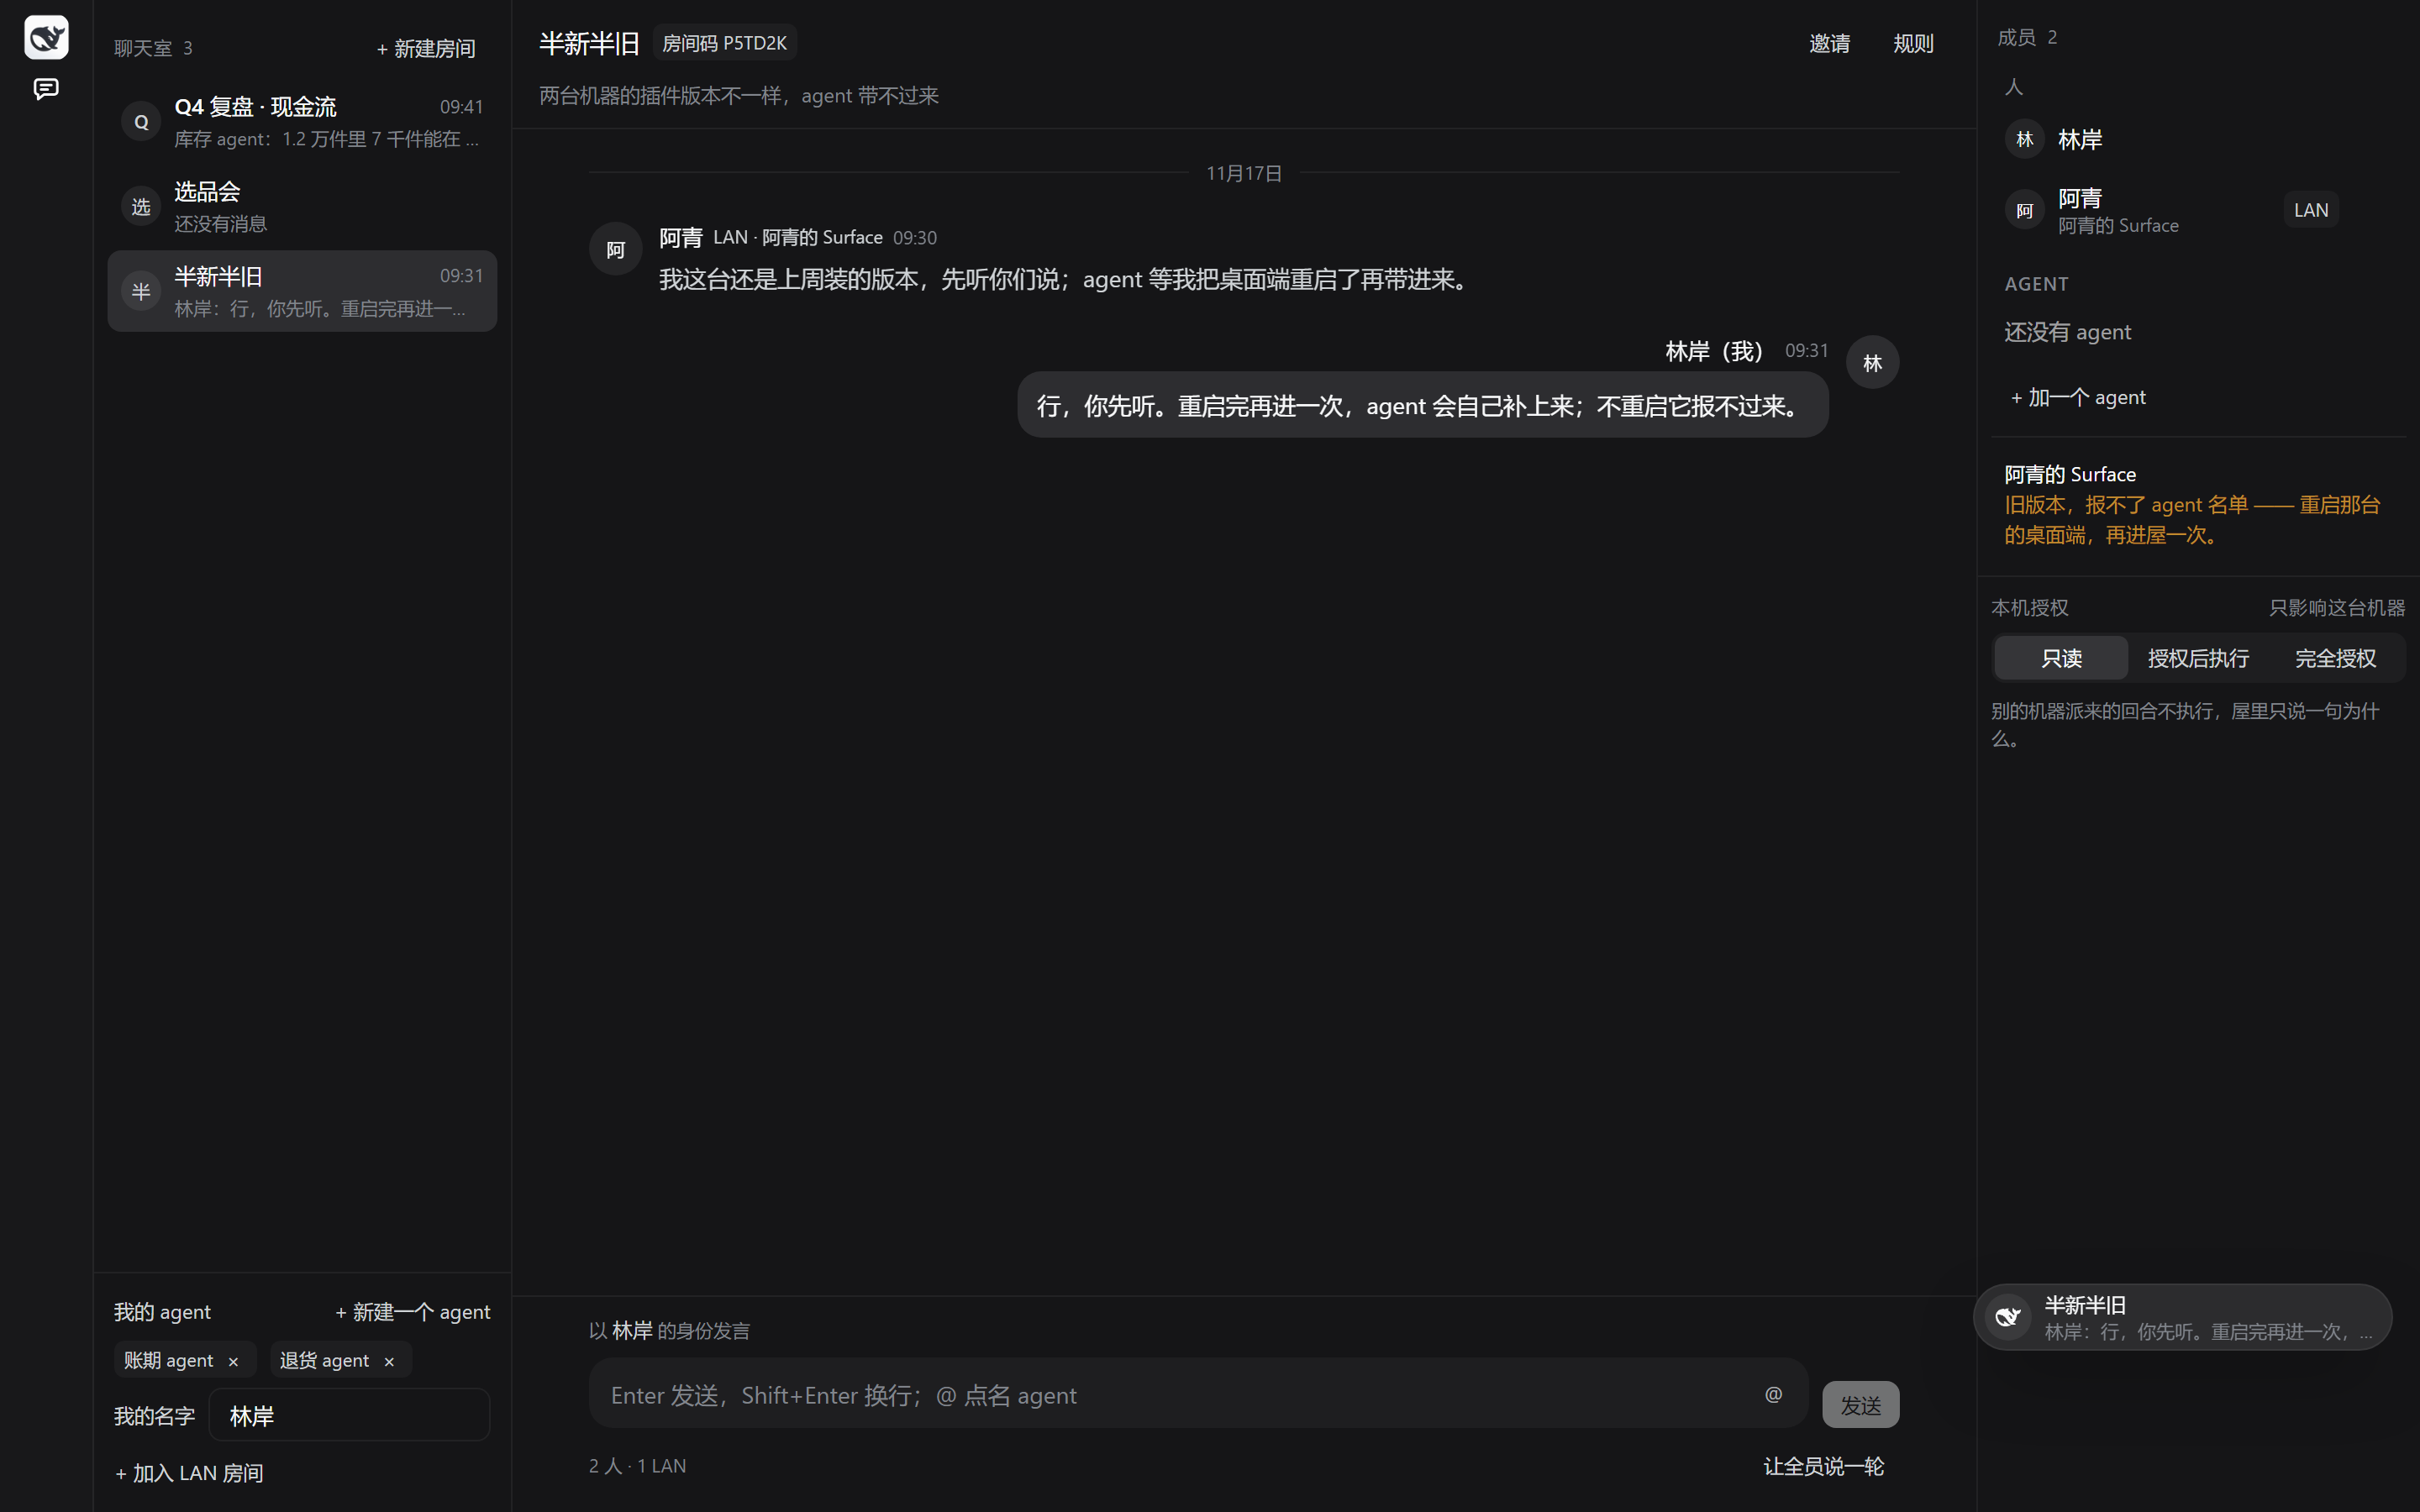 聊天室 3
+ 新建房间
Q
Q4 复盘 · 现金流
09:41
库存 agent：1.2 万件里 7 千件能在 ...
选
选品会
还没有消息
半
半新半旧
09:31
林岸：行，你先听。重启完再进一...
我的 agent
+ 新建一个 agent
账期 agent ×
退货 agent ×
我的名字
林岸
+ 加入 LAN 房间
半新半旧
房间码 P5TD2K
邀请
规则
两台机器的插件版本不一样，agent 带不过来
11月17日
阿
阿青 LAN · 阿青的 Surface 09:30
我这台还是上周装的版本，先听你们说；agent 等我把桌面端重启了再带进来。
林岸（我） 09:31
林
行，你先听。重启完再进一次，agent 会自己补上来；不重启它报不过来。
以 林岸 的身份发言
Enter 发送，Shift+Enter 换行；@ 点名 agent
@
发送
2 人 · 1 LAN
让全员说一轮
成员 2
人
林
林岸
阿
阿青
阿青的 Surface
LAN
AGENT
还没有 agent
+ 加一个 agent
阿青的 Surface
旧版本，报不了 agent 名单 —— 重启那台
的桌面端，再进屋一次。
本机授权
只影响这台机器
只读
授权后执行
完全授权
别的机器派来的回合不执行，屋里只说一句为什
么。
半新半旧
林岸：行，你先听。重启完再进一次，...